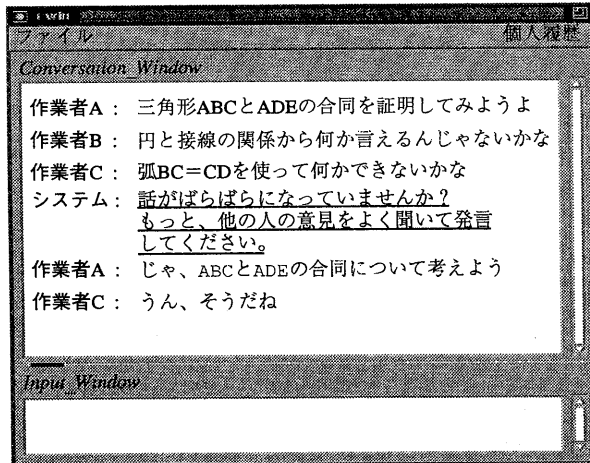 ファイル 個人履歴
Conversation Window
作業者A : 三角形ABCとADEの合同を証明してみようよ
作業者B : 円と接線の関係から何か言えるんじゃないかな
作業者C : 弧BC=CDを使って何かできないかな
システム : 話がばらばらになっていませんか?
もっと、他の人の意見をよく聞いて発言
してください。
作業者A : じゃ、ABCとADEの合同について考えよう
作業者C : うん、そうだね
Input_Window